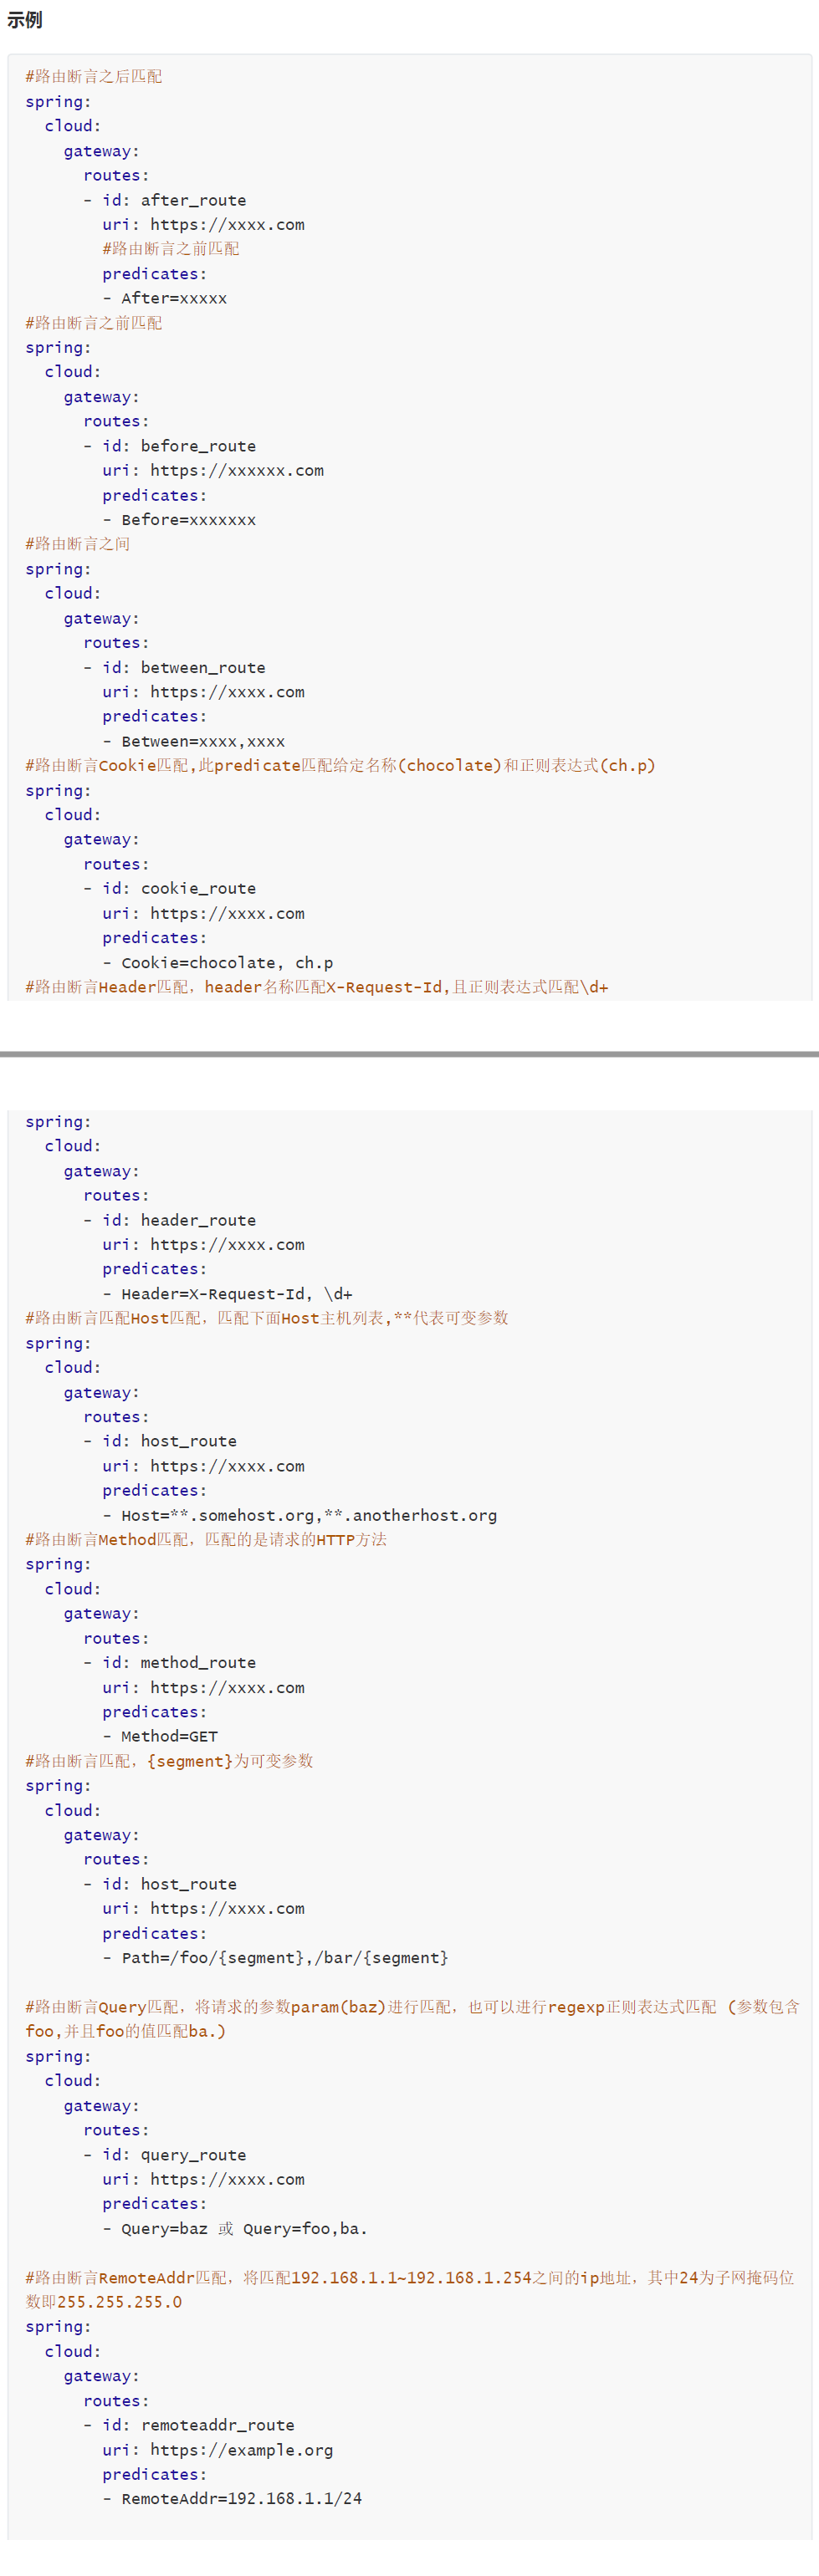 示例
#路由断言之后匹配
spring:
  cloud:
    gateway:
      routes:
      - id: after_route
        uri: https://xxxx.com
        #路由断言之前匹配
        predicates:
        - After=xxxxx
#路由断言之前匹配
spring:
  cloud:
    gateway:
      routes:
      - id: before_route
        uri: https://xxxxxx.com
        predicates:
        - Before=xxxxxxx
#路由断言之间
spring:
  cloud:
    gateway:
      routes:
      - id: between_route
        uri: https://xxxx.com
        predicates:
        - Between=xxxx,xxxx
#路由断言Cookie匹配,此predicate匹配给定名称(chocolate)和正则表达式(ch.p)
spring:
  cloud:
    gateway:
      routes:
      - id: cookie_route
        uri: https://xxxx.com
        predicates:
        - Cookie=chocolate, ch.p
#路由断言Header匹配，header名称匹配X-Request-Id,且正则表达式匹配\d+
spring:
  cloud:
    gateway:
      routes:
      - id: header_route
        uri: https://xxxx.com
        predicates:
        - Header=X-Request-Id, \d+
#路由断言匹配Host匹配，匹配下面Host主机列表,**代表可变参数
spring:
  cloud:
    gateway:
      routes:
      - id: host_route
        uri: https://xxxx.com
        predicates:
        - Host=**.somehost.org,**.anotherhost.org
#路由断言Method匹配，匹配的是请求的HTTP方法
spring:
  cloud:
    gateway:
      routes:
      - id: method_route
        uri: https://xxxx.com
        predicates:
        - Method=GET
#路由断言匹配，{segment}为可变参数
spring:
  cloud:
    gateway:
      routes:
      - id: host_route
        uri: https://xxxx.com
        predicates:
        - Path=/foo/{segment},/bar/{segment}
#路由断言Query匹配，将请求的参数param(baz)进行匹配，也可以进行regexp正则表达式匹配 (参数包含
foo,并且foo的值匹配ba.)
spring:
  cloud:
    gateway:
      routes:
      - id: query_route
        uri: https://xxxx.com
        predicates:
        - Query=baz 或 Query=foo,ba.
#路由断言RemoteAddr匹配，将匹配192.168.1.1~192.168.1.254之间的ip地址，其中24为子网掩码位
数即255.255.255.0
spring:
  cloud:
    gateway:
      routes:
      - id: remoteaddr_route
        uri: https://example.org
        predicates:
        - RemoteAddr=192.168.1.1/24